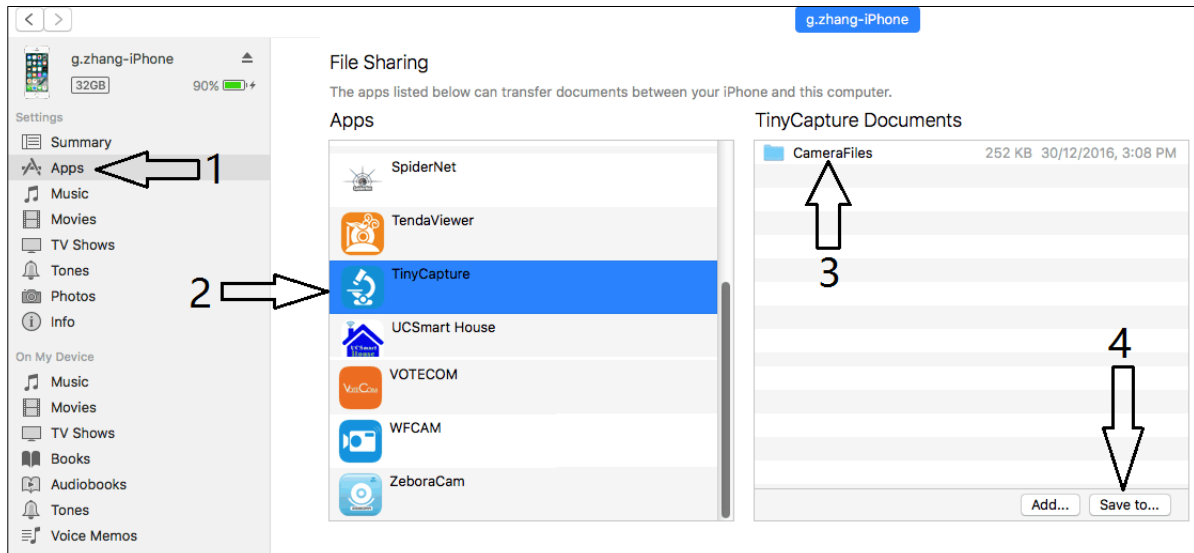 g.zhang-iPhone
g.zhang-iPhone
32GB 90%
Settings
Summary
Apps
1
Music
Movies
TV Shows
Tones
Photos
Info
On My Device
Music
Movies
TV Shows
Books
Audiobooks
Tones
Voice Memos
File Sharing
The apps listed below can transfer documents between your iPhone and this computer.
Apps
SpiderNet
TendaViewer
2
TinyCapture
UCSmart House
UCSmart
House
VOTECOM
VoteCom
WFCAM
ZeboraCam
TinyCapture Documents
CameraFiles 252 KB 30/12/2016, 3:08 PM
3
4
Add... Save to...